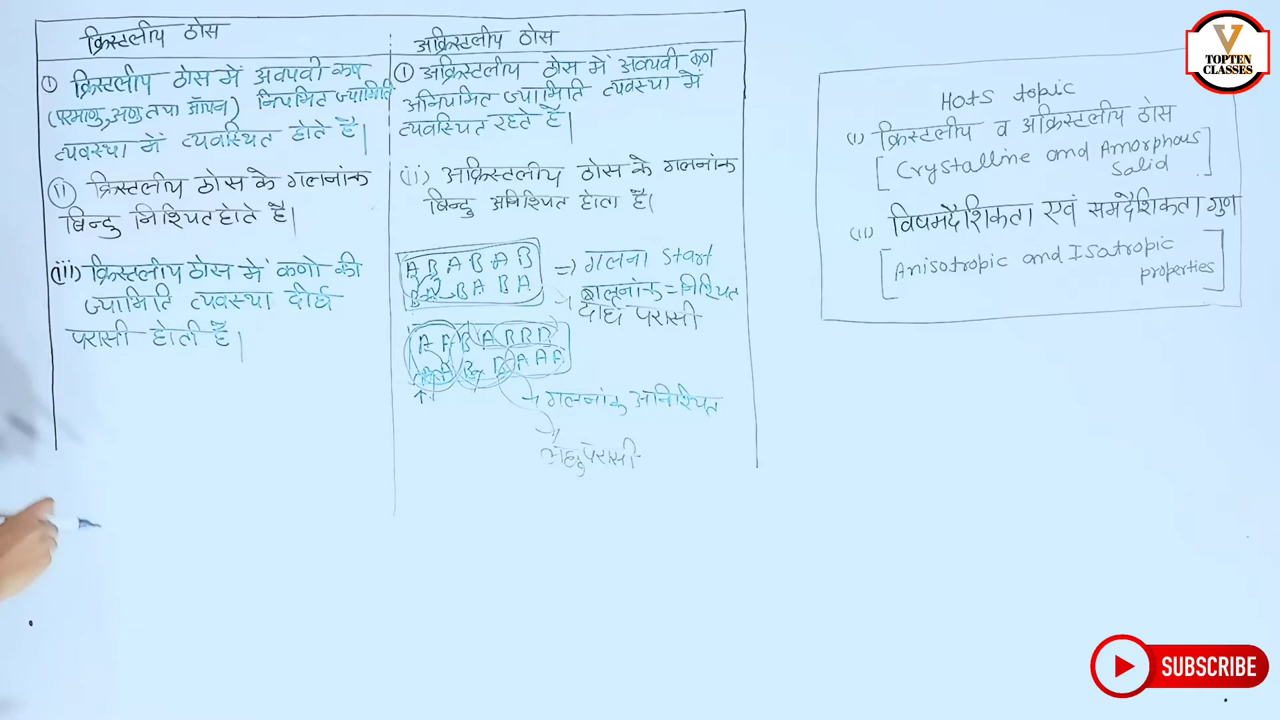 क्रिस्टलीय ठोस
① क्रिस्टलीय ठोस में अवयवी कण
(परमाणु, अणु तथा आयन) नियमित ज्यामिति
व्यवस्था में व्यवस्थित होते है।
ⅱ क्रिस्टलीय ठोस के गलनांक
बिन्दु निश्चित होते है।
(iii) क्रिस्टलीय ठोस में कणो की
ज्यामिति व्यवस्था दीर्घ
परासी होती है।
अक्रिस्टलीय ठोस
① अक्रिस्टलीय ठोस में अवयवी कण
अनियमित ज्यामिति व्यवस्था में
व्यवस्थित रहते है।
(ii) अक्रिस्टलीय ठोस के गलनांक
बिन्दु अनिश्चित होता है।
A B A B A B
B A B A B A
=) गलना start
गलनांक = निश्चित
दीर्घ परासी
A A B A B B B
B A A A
गलनांक अनिश्चित
लघु परासी
HOTS topic
(i) क्रिस्टलीय व अक्रिस्टलीय ठोस
[Crystalline and Amorphous
Solid]
(ii) विषमदैशिकता एवं समदैशिकता गुण
[Anisotropic and Isotropic
properties]
V
TOPTEN
CLASSES
SUBSCRIBE